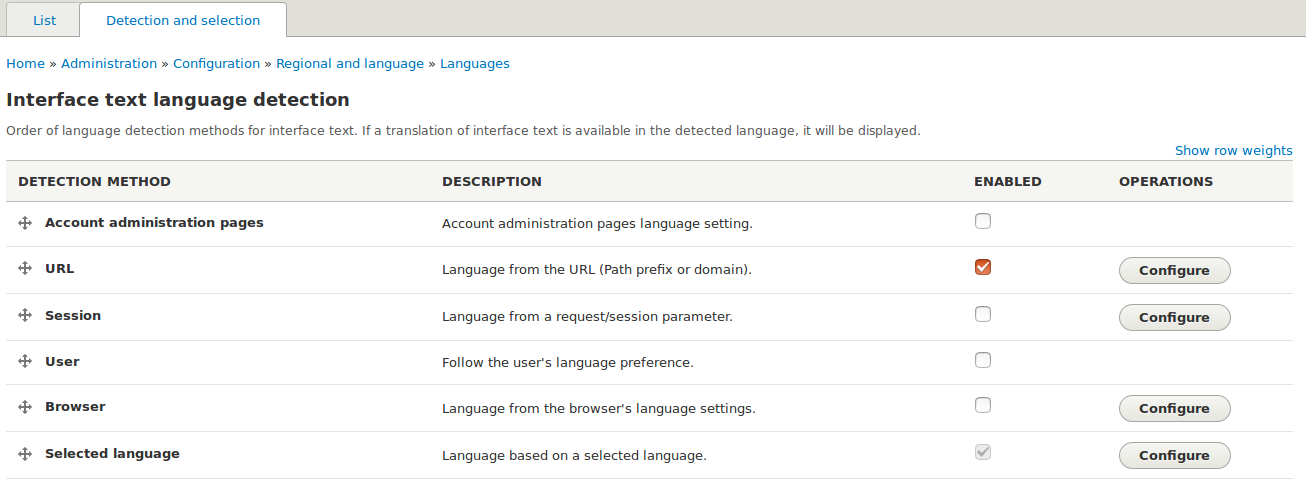 List Detection and selection
Home » Administration » Configuration » Regional and language » Languages
Interface text language detection
Order of language detection methods for interface text. If a translation of interface text is available in the detected language, it will be displayed.
Show row weights
DETECTION METHOD DESCRIPTION ENABLED OPERATIONS
Account administration pages Account administration pages language setting.
URL Language from the URL (Path prefix or domain). Configure
Session Language from a request/session parameter. Configure
User Follow the user's language preference.
Browser Language from the browser's language settings. Configure
Selected language Language based on a selected language. Configure